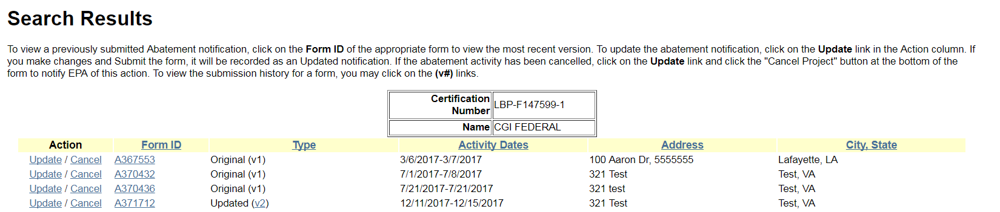 Search Results
To view a previously submitted Abatement notification, click on the Form ID of the appropriate form to view the most recent version. To update the abatement notification, click on the Update link in the Action column. If
you make changes and Submit the form, it will be recorded as an Updated notification. If the abatement activity has been cancelled, click on the Update link and click the "Cancel Project" button at the bottom of the
form to notify EPA of this action. To view the submission history for a form, you may click on the (v#) links.
Certification
Number LBP-F147599-1
Name CGI FEDERAL
Action Form ID Type Activity Dates Address City, State
Update / Cancel A367553 Original (v1) 3/6/2017-3/7/2017 100 Aaron Dr, 5555555 Lafayette, LA
Update / Cancel A370432 Original (v1) 7/1/2017-7/8/2017 321 Test Test, VA
Update / Cancel A370436 Original (v1) 7/21/2017-7/21/2017 321 test Test, VA
Update / Cancel A371712 Updated (v2) 12/11/2017-12/15/2017 321 Test Test, VA